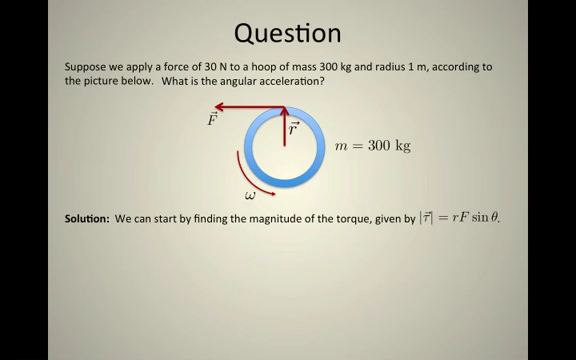 Question
Suppose we apply a force of 30 N to a hoop of mass 300 kg and radius 1 m, according to
the picture below. What is the angular acceleration?
F⃗
r⃗
m = 300 kg
ω
Solution: We can start by finding the magnitude of the torque, given by |τ⃗| = rF sin θ.